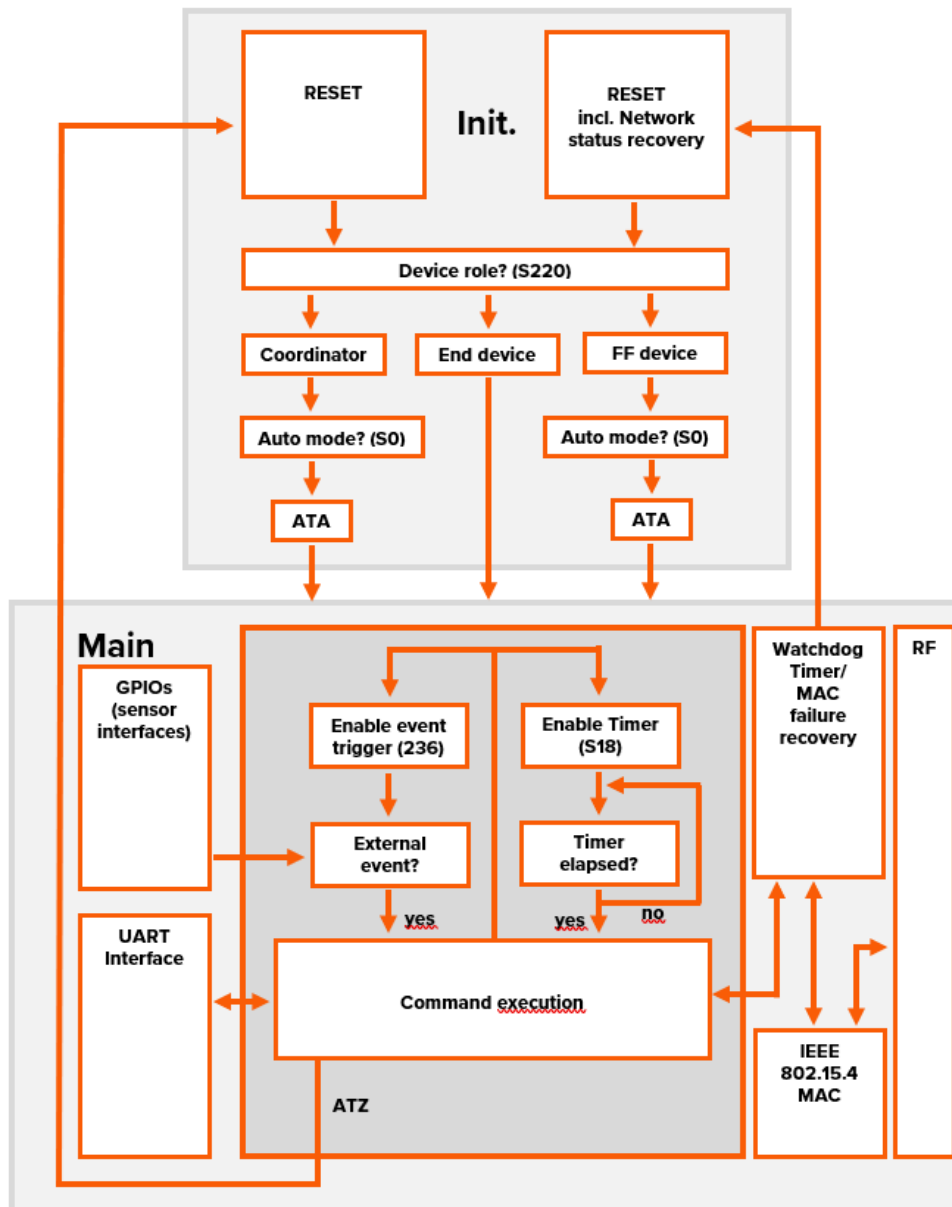 RESET
Init.
RESET
incl. Network
status recovery
Device role? (S220)
Coordinator
End device
FF device
Auto mode? (S0)
Auto mode? (S0)
ATA
ATA
Main
GPIOs
(sensor
interfaces)
Enable event
trigger (236)
Enable Timer
(S18)
Watchdog
Timer/
MAC
failure
recovery
RF
External
event?
Timer
elapsed?
yes
yes
no
UART
Interface
Command execution
IEEE
802.15.4
MAC
ATZ